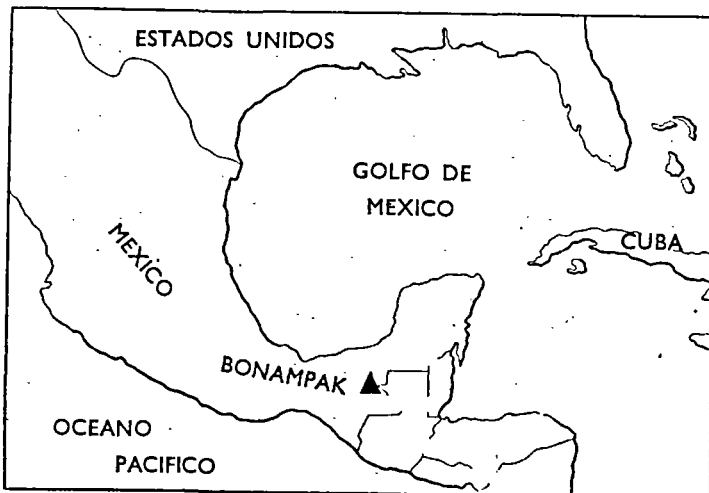 ESTADOS UNIDOS
GOLFO DE
MEXICO
CUBA
MEXICO
BONAMPAK
OCEANO
PACIFICO